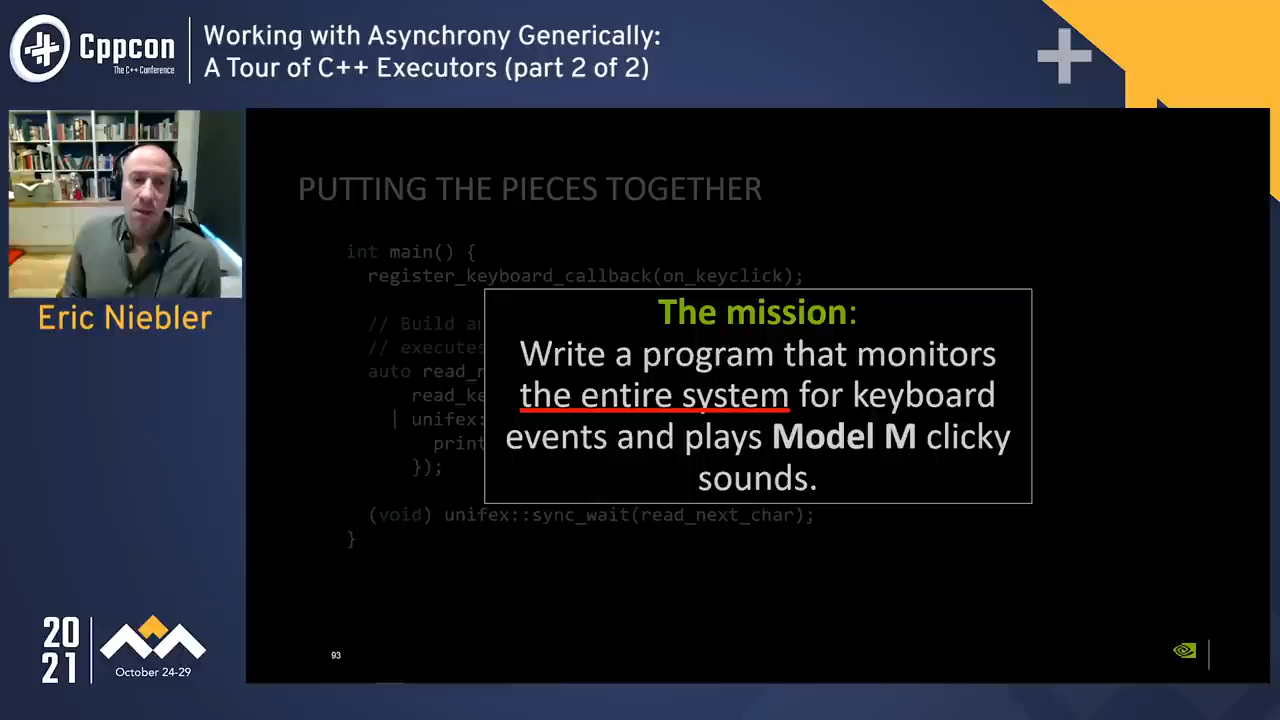 Cppcon
The C++ Conference
Working with Asynchrony Generically:
A Tour of C++ Executors (part 2 of 2)
Eric Niebler
20
21
October 24-29
PUTTING THE PIECES TOGETHER
int main() {
register_keyboard_callback(on_keyclick);
// Build a
// executes
auto read_n
read_ke
| unifex:
print
});
(void) unifex::sync_wait(read_next_char);
}
The mission:
Write a program that monitors
the entire system for keyboard
events and plays Model M clicky
sounds.
93